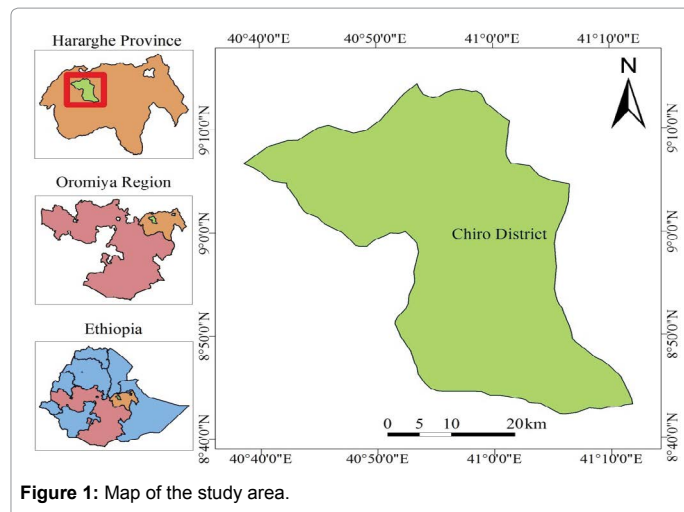 Hararghe Province
Oromiya Region
Ethiopia
40°40'0"E 40°50'0"E 41°0'0"E 41°10'0"E
N
9°10'0"N 9°10'0"N
Chiro District
9°0'0"N 9°0'0"N
8°50'0"N 8°50'0"N
0 5 10 20 km
8°40'0"N 8°40'0"N
40°40'0"E 40°50'0"E 41°0'0"E 41°10'0"E
Figure 1: Map of the study area.